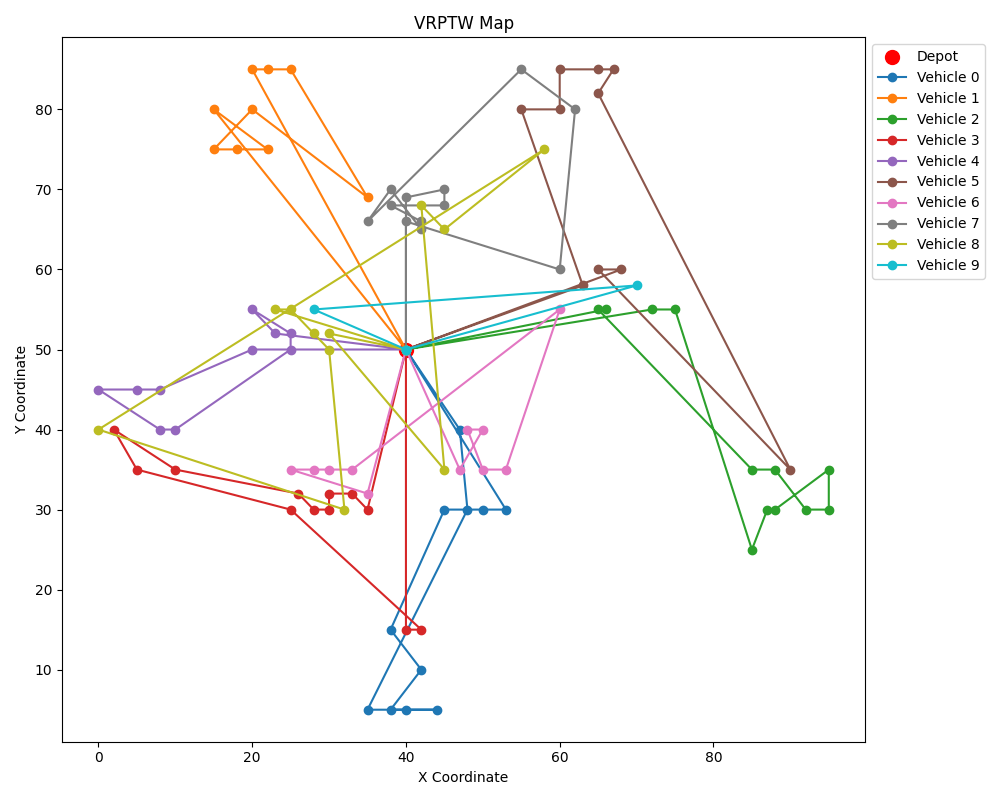 VRPTW Map
Y Coordinate
80
70
60
50
40
30
20
10
0
20
40
60
80
X Coordinate
Depot
Vehicle 0
Vehicle 1
Vehicle 2
Vehicle 3
Vehicle 4
Vehicle 5
Vehicle 6
Vehicle 7
Vehicle 8
Vehicle 9